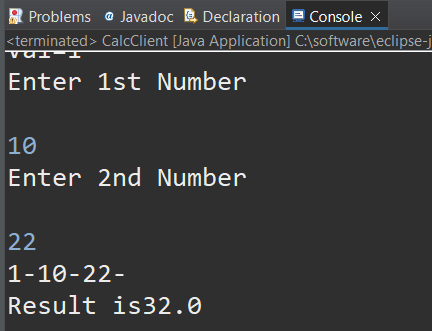 Problems @ Javadoc Declaration Console
<terminated> CalcClient [Java Application] C:\software\eclipse-j
Enter 1st Number
10
Enter 2nd Number
22
1-10-22-
Result is32.0